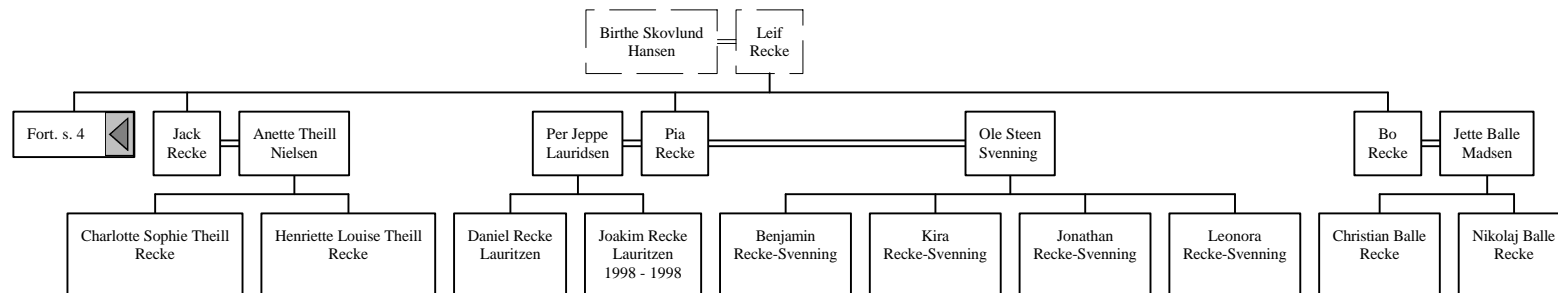 Birthe Skovlund
Hansen
Leif
Recke
Fort. s. 4
Jack
Recke
Anette Theill
Nielsen
Per Jeppe
Lauridsen
Pia
Recke
Ole Steen
Svenning
Bo
Recke
Jette Balle
Madsen
Charlotte Sophie Theill
Recke
Henriette Louise Theill
Recke
Daniel Recke
Lauritzen
Joakim Recke
Lauritzen
1998 - 1998
Benjamin
Recke-Svenning
Kira
Recke-Svenning
Jonathan
Recke-Svenning
Leonora
Recke-Svenning
Christian Balle
Recke
Nikolaj Balle
Recke